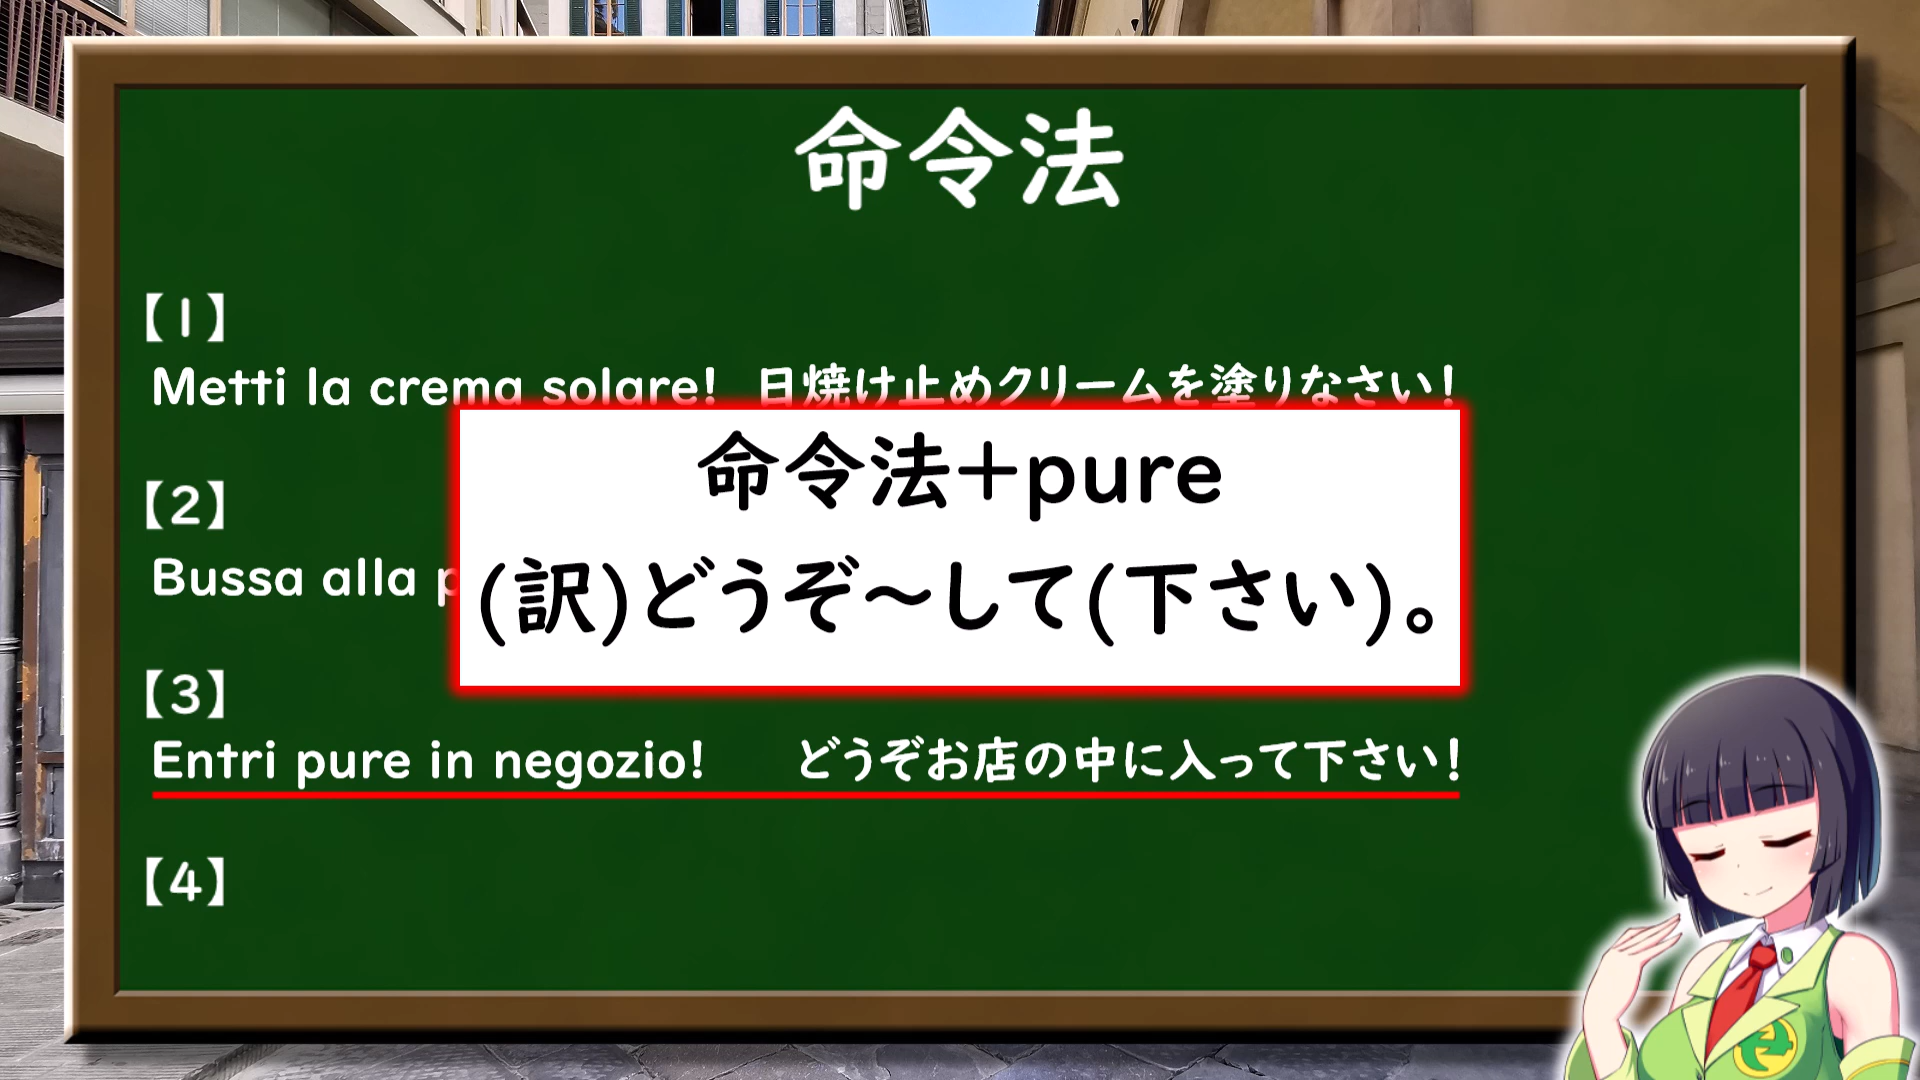 命令法
【1】
Metti la crema solare! 日焼け止めクリームを塗りなさい!
命令法+pure
【2】
(訳)どうぞ～して(下さい)。
Bussa alla
【3】
Entri pure in negozio! どうぞお店の中に入って下さい!
【4】